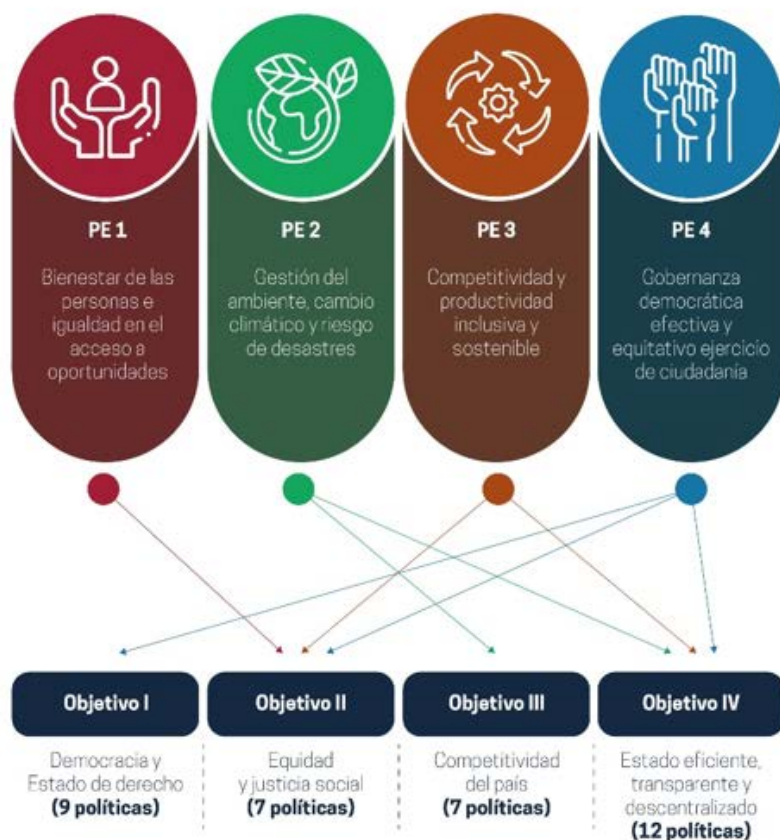 PE 1
Bienestar de las
personas e
igualdad en el
acceso a
oportunidades
PE 2
Gestión del
ambiente, cambio
climático y riesgo
de desastres
PE 3
Competitividad y
productividad
inclusiva y
sostenible
PE 4
Gobernanza
democrática
efectiva y
equitativo ejercicio
de ciudadanía
Objetivo I
Democracia y
Estado de derecho
(9 políticas)
Objetivo II
Equidad
y justicia social
(7 políticas)
Objetivo III
Competitividad
del país
(7 políticas)
Objetivo IV
Estado eficiente,
transparente y
descentralizado
(12 políticas)